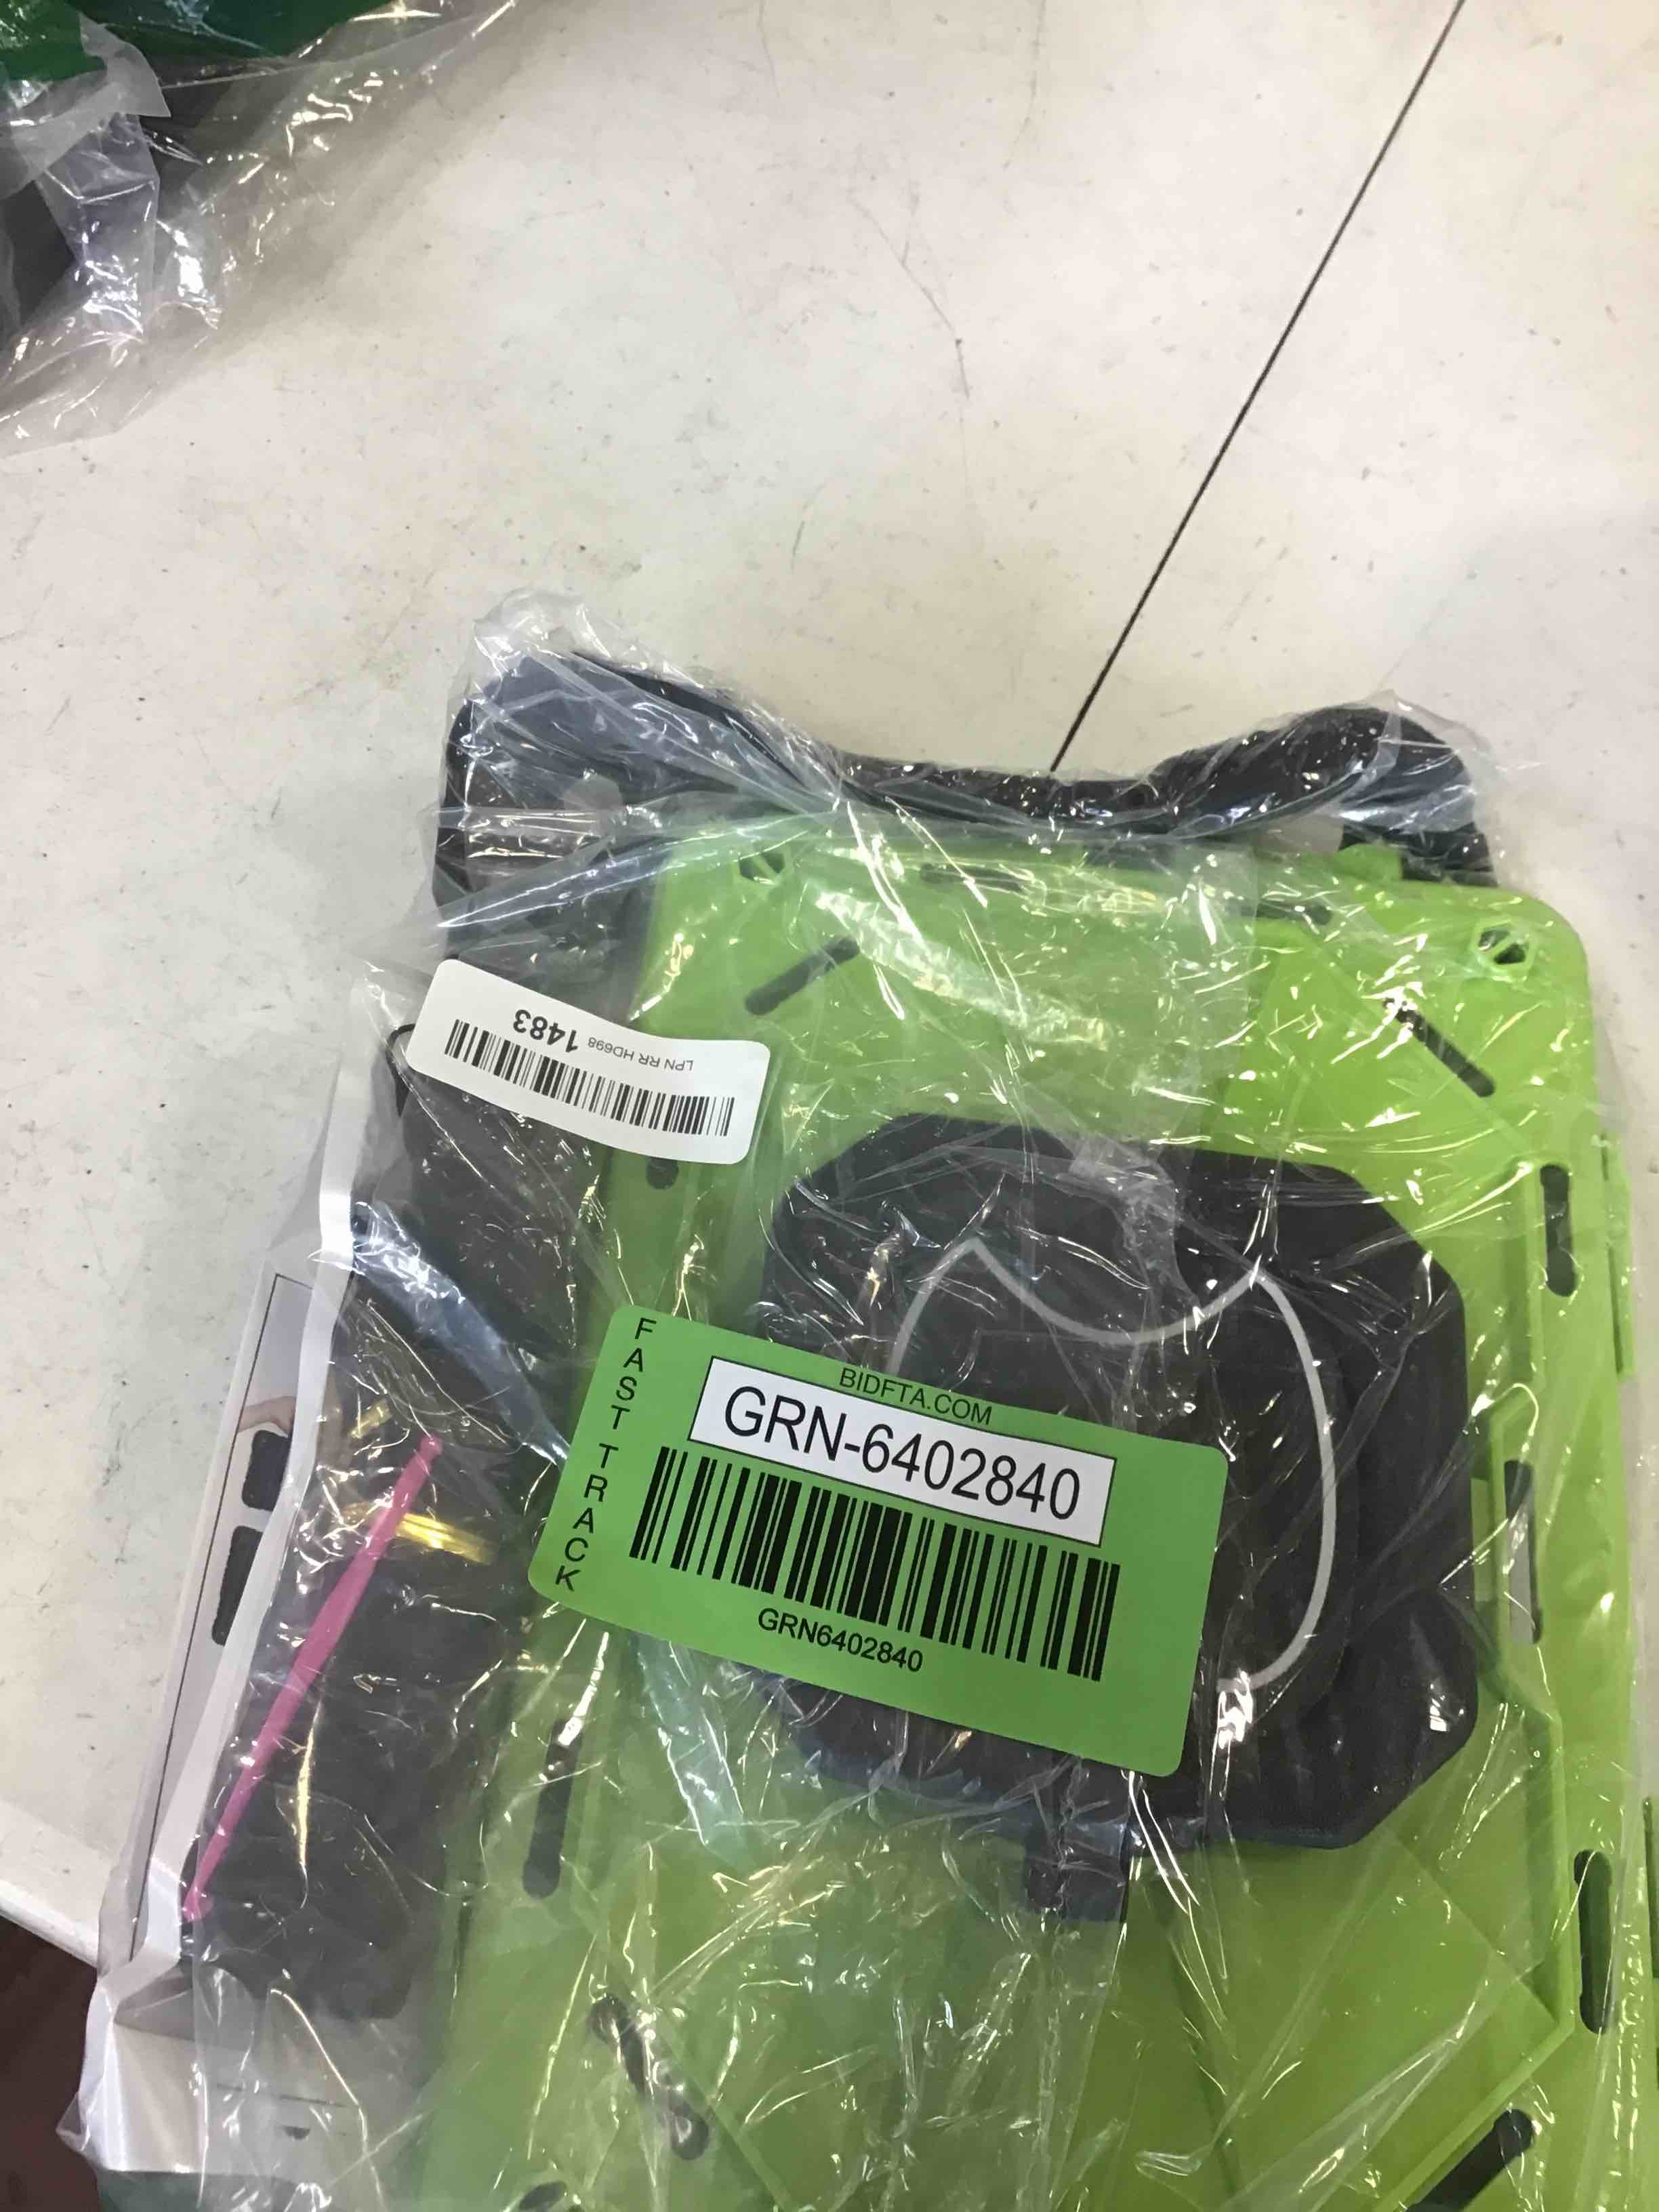 LPN RR HD698 1483
FAST TRACK
BIDFTA.COM
GRN-6402840
GRN6402840